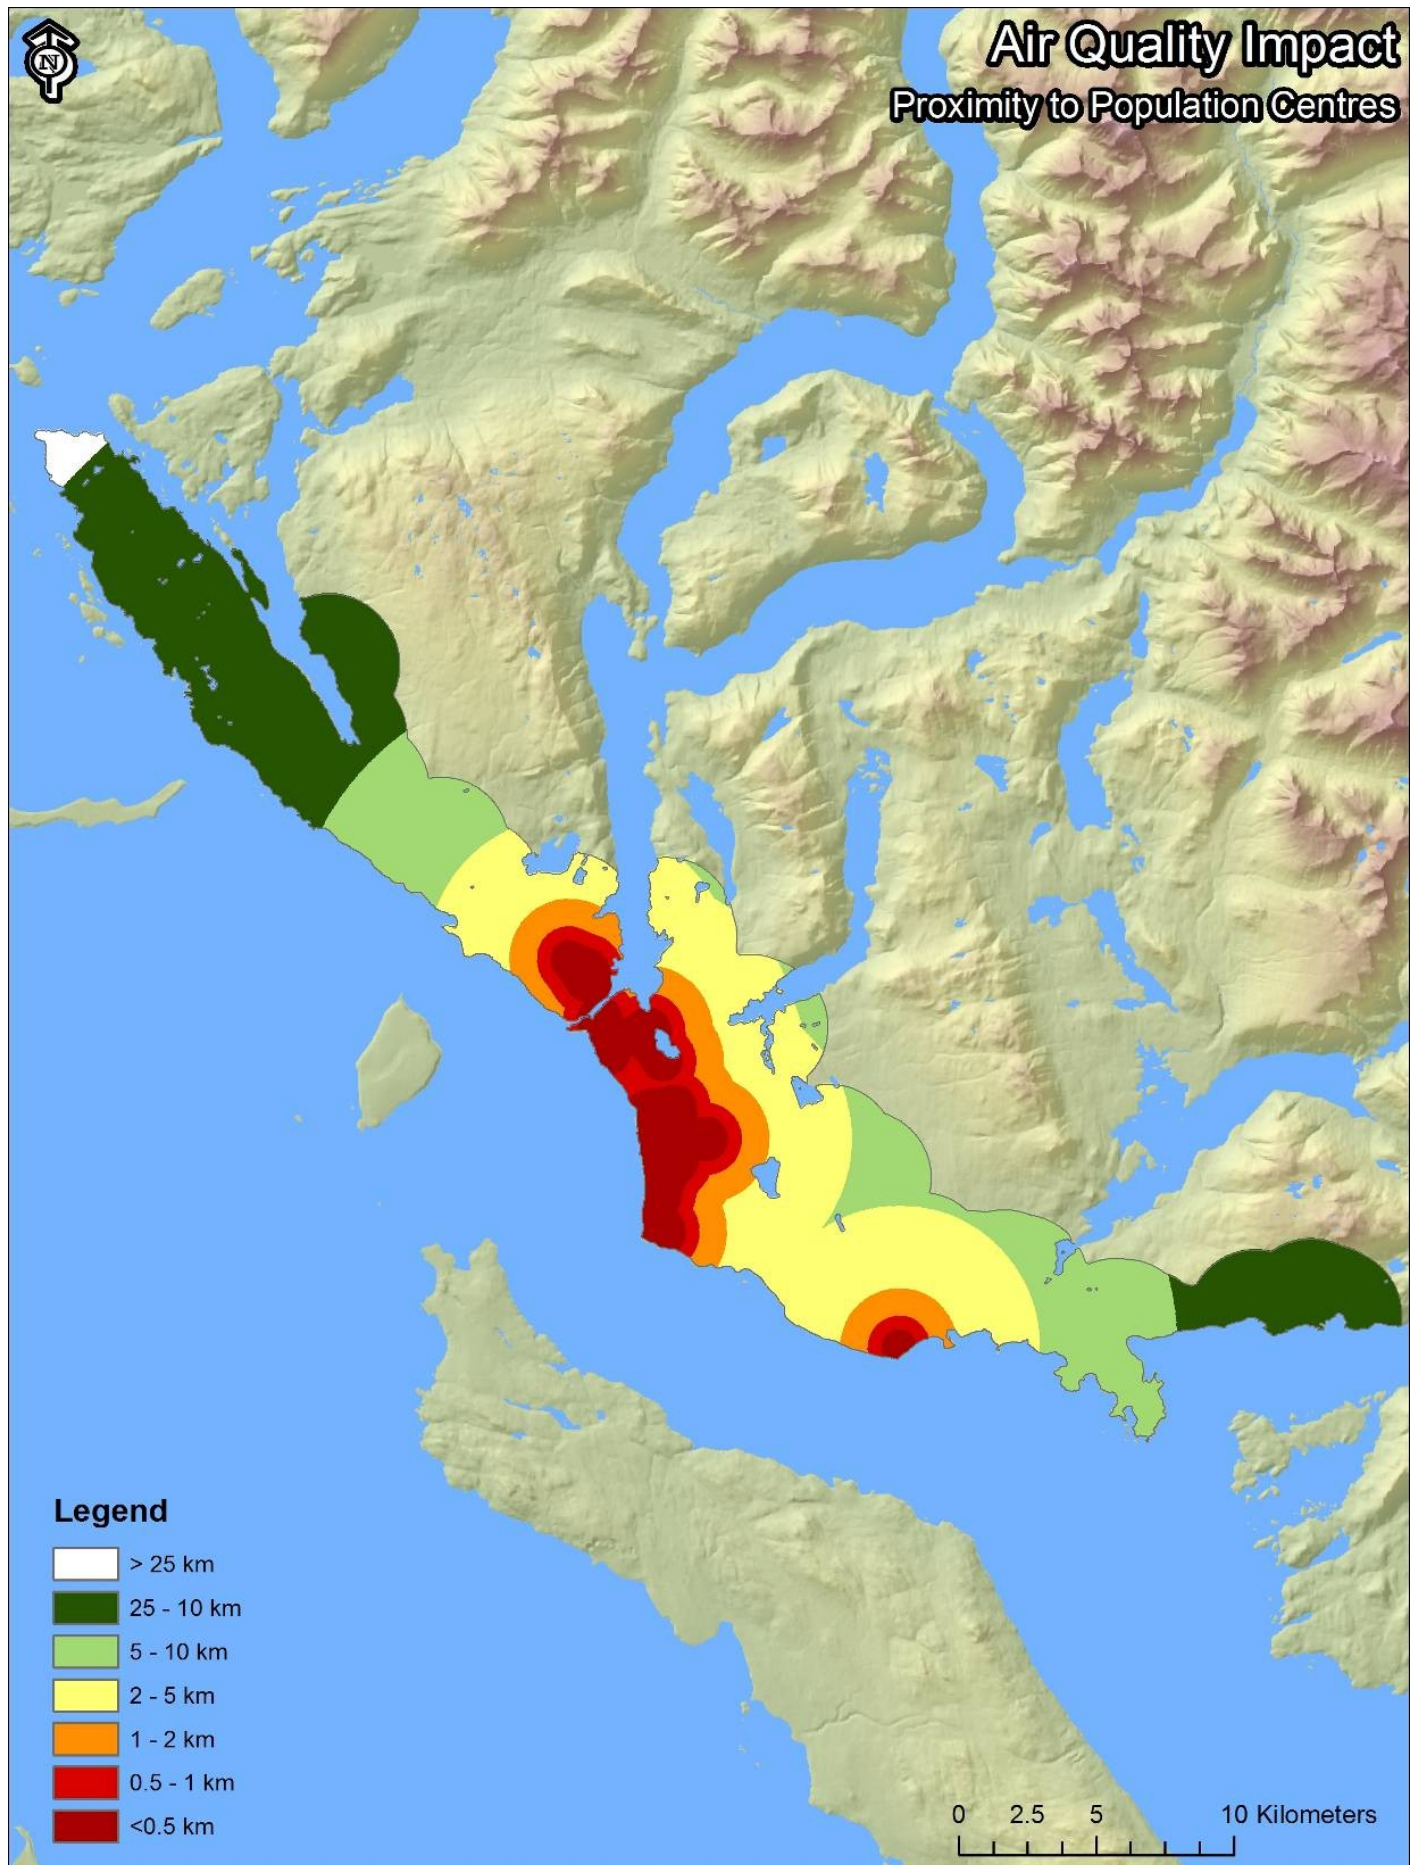 N
Air Quality Impact
Proximity to Population Centres
Legend
> 25 km
25 - 10 km
5 - 10 km
2 - 5 km
1 - 2 km
0.5 - 1 km
<0.5 km
0 2.5 5 10 Kilometers